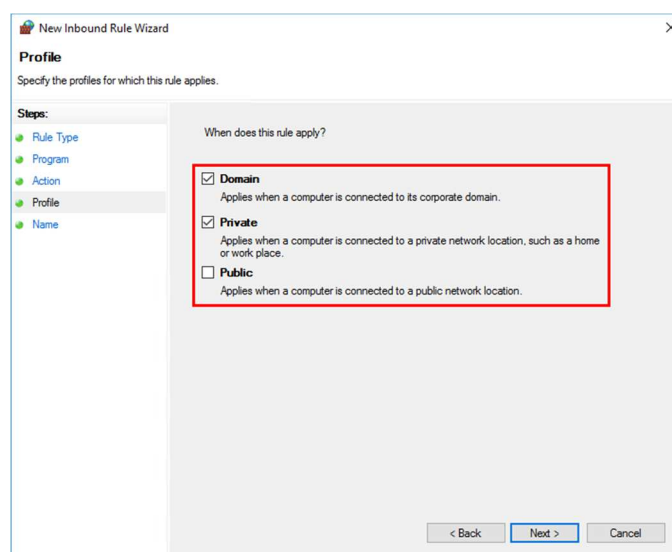 New Inbound Rule Wizard
Profile
Specify the profiles for which this rule applies.
Steps:
Rule Type
Program
Action
Profile
Name
When does this rule apply?
Domain
Applies when a computer is connected to its corporate domain.
Private
Applies when a computer is connected to a private network location, such as a home
or work place.
Public
Applies when a computer is connected to a public network location.
< Back
Next >
Cancel